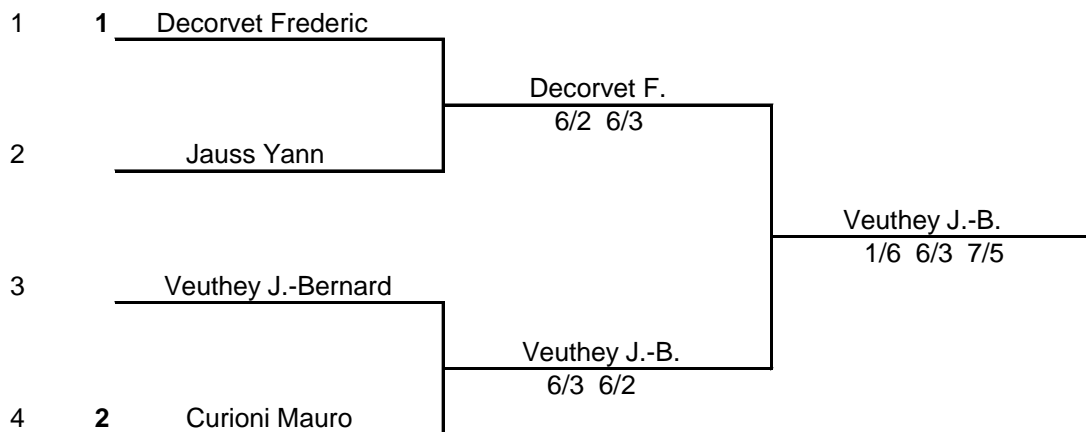 1 1 Decorvet Frederic
Decorvet F.
6/2 6/3
2 Jauss Yann
Veuthey J.-B.
1/6 6/3 7/5
3 Veuthey J.-Bernard
Veuthey J.-B.
6/3 6/2
4 2 Curioni Mauro